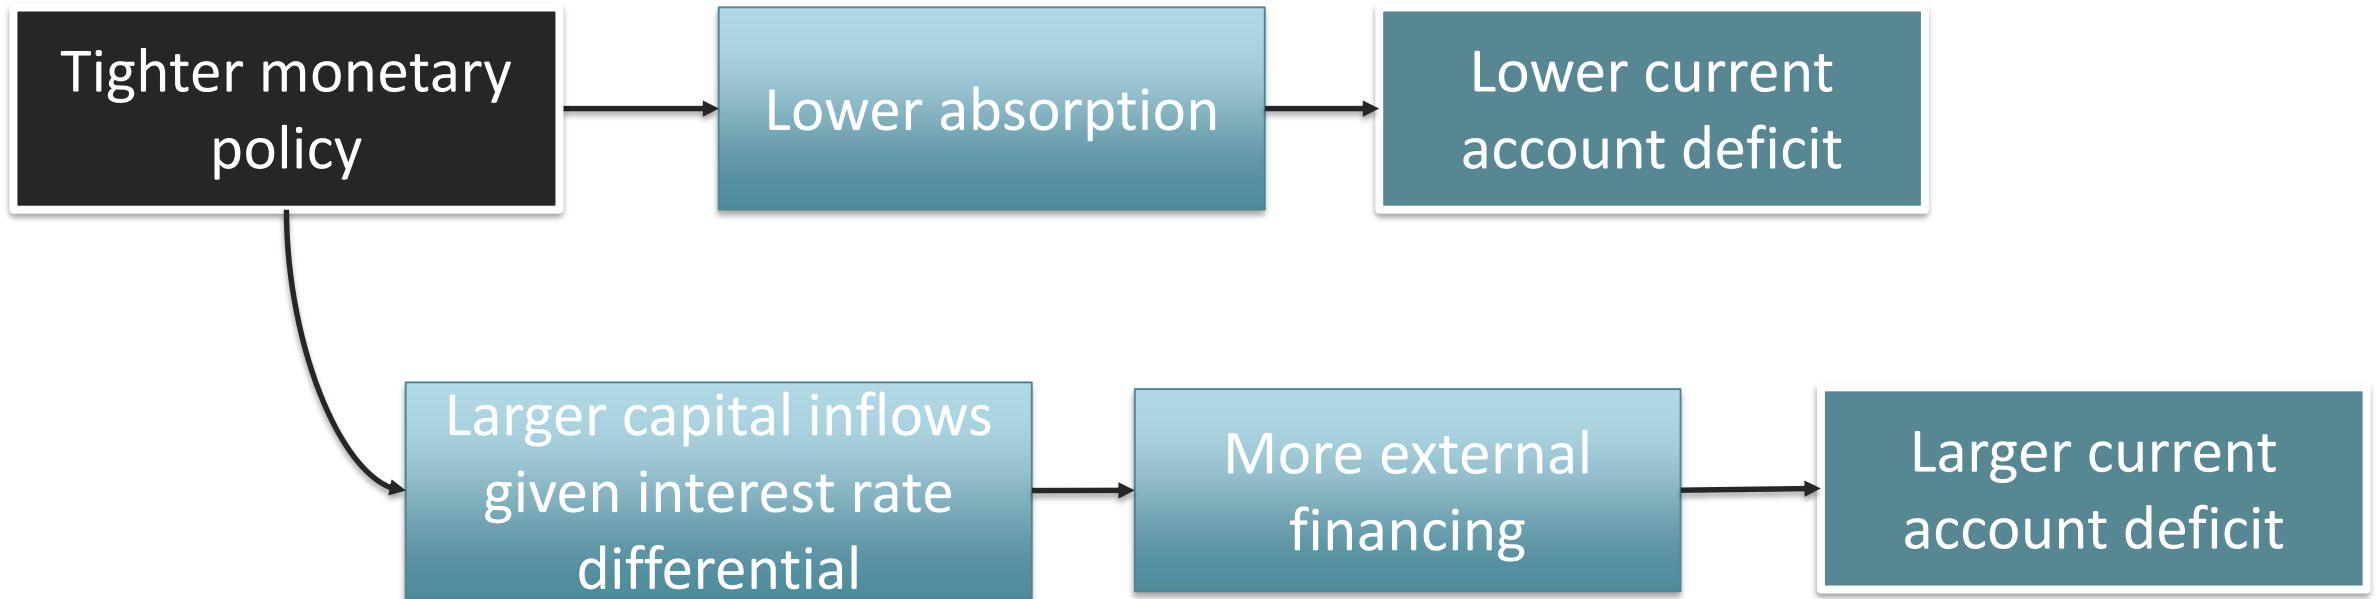 Tighter monetary
policy
Lower absorption
Lower current
account deficit
Larger capital inflows
given interest rate
differential
More external
financing
Larger current
account deficit